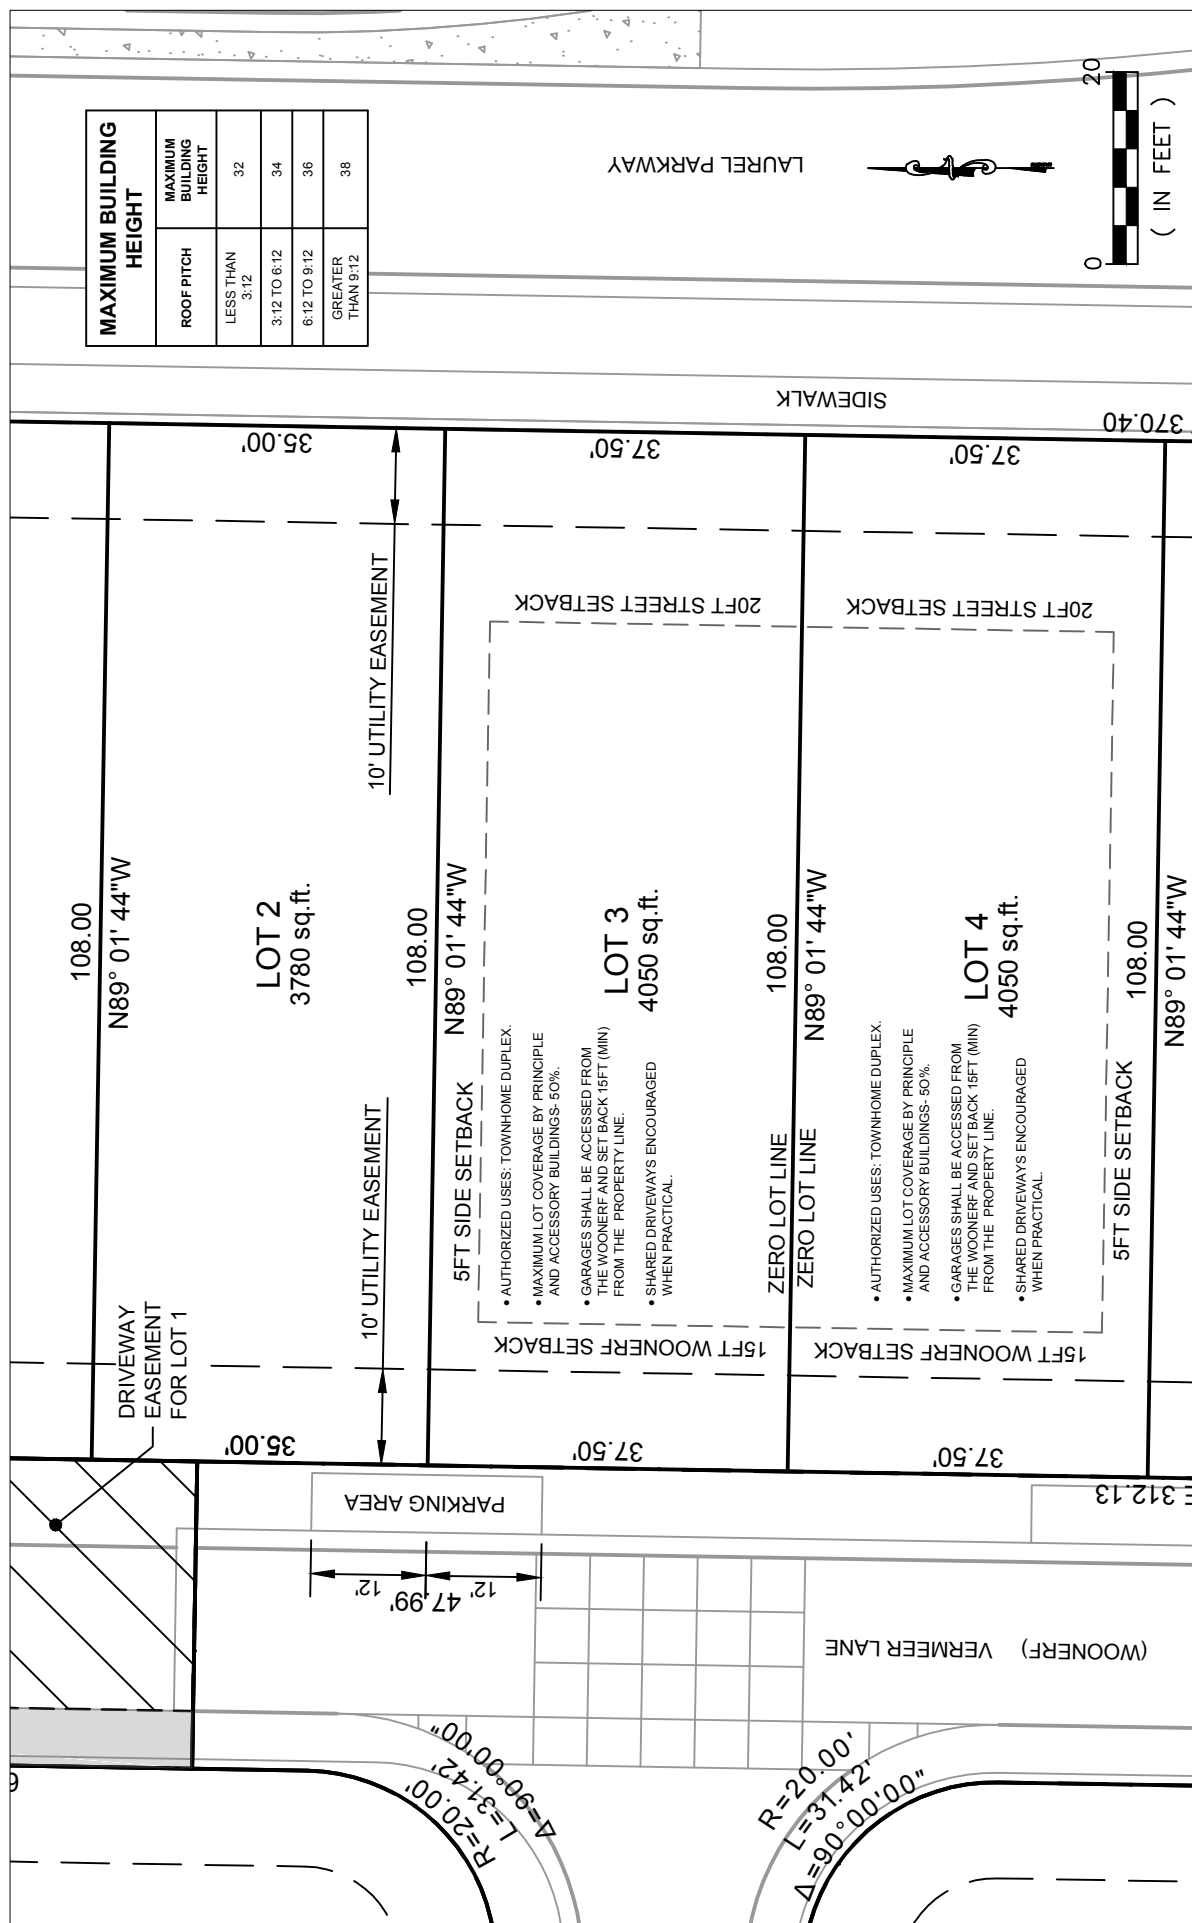 MAXIMUM BUILDING
HEIGHT
ROOF PITCH
MAXIMUM
BUILDING
HEIGHT
LESS THAN
3:12
32
3:12 TO 6:12
34
6:12 TO 9:12
36
GREATER
THAN 9:12
38
LAUREL PARKWAY
0
20
( IN FEET )
SIDEWALK
370.40
35.00'
37.50'
37.50'
10' UTILITY EASEMENT
20FT STREET SETBACK
20FT STREET SETBACK
108.00
N89° 01' 44"W
LOT 2
3780 sq.ft.
108.00
N89° 01' 44"W
LOT 3
4050 sq.ft.
108.00
N89° 01' 44"W
LOT 4
4050 sq.ft.
108.00
N89° 01' 44"W
10' UTILITY EASEMENT
5FT SIDE SETBACK
• AUTHORIZED USES: TOWNHOME DUPLEX.
• MAXIMUM LOT COVERAGE BY PRINCIPLE
AND ACCESSORY BUILDINGS- 50%.
• GARAGES SHALL BE ACCESSED FROM
THE WOONERF AND SET BACK 15FT (MIN)
FROM THE PROPERTY LINE.
• SHARED DRIVEWAYS ENCOURAGED
WHEN PRACTICAL.
ZERO LOT LINE
ZERO LOT LINE
• AUTHORIZED USES: TOWNHOME DUPLEX.
• MAXIMUM LOT COVERAGE BY PRINCIPLE
AND ACCESSORY BUILDINGS- 50%.
• GARAGES SHALL BE ACCESSED FROM
THE WOONERF AND SET BACK 15FT (MIN)
FROM THE PROPERTY LINE.
• SHARED DRIVEWAYS ENCOURAGED
WHEN PRACTICAL.
5FT SIDE SETBACK
15FT WOONERF SETBACK
15FT WOONERF SETBACK
DRIVEWAY
EASEMENT
FOR LOT 1
35.00'
37.50'
37.50'
E 312.13
PARKING AREA
12'
12'
47.99'
VERMEER LANE
(WOONERF)
R=20.00'
L=31.42'
Δ=90°00'00"
R=20.00'
L=31.42'
Δ=90°00'00"